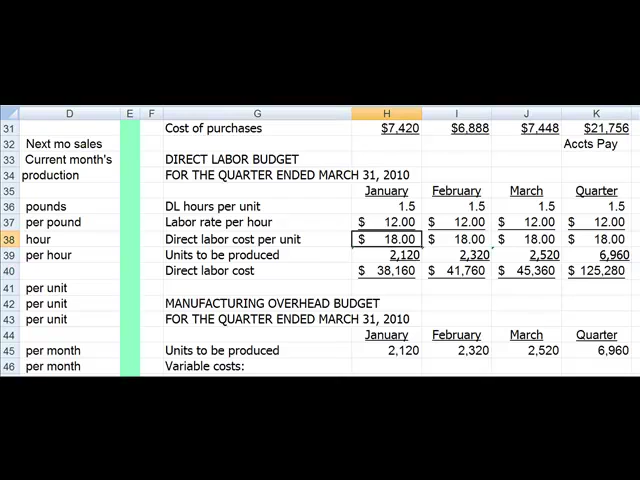 D E F G H I J K
31 Cost of purchases $7,420 $6,888 $7,448 $21,756
32 Next mo sales Accts Pay
33 Current month's DIRECT LABOR BUDGET
34 production FOR THE QUARTER ENDED MARCH 31, 2010
35 January February March Quarter
36 pounds DL hours per unit 1.5 1.5 1.5 1.5
37 per pound Labor rate per hour $ 12.00 $ 12.00 $ 12.00 $ 12.00
38 hour Direct labor cost per unit $ 18.00 $ 18.00 $ 18.00 $ 18.00
39 per hour Units to be produced 2,120 2,320 2,520 6,960
40 Direct labor cost $ 38,160 $ 41,760 $ 45,360 $ 125,280
41 per unit
42 per unit MANUFACTURING OVERHEAD BUDGET
43 per unit FOR THE QUARTER ENDED MARCH 31, 2010
44 January February March Quarter
45 per month Units to be produced 2,120 2,320 2,520 6,960
46 per month Variable costs: